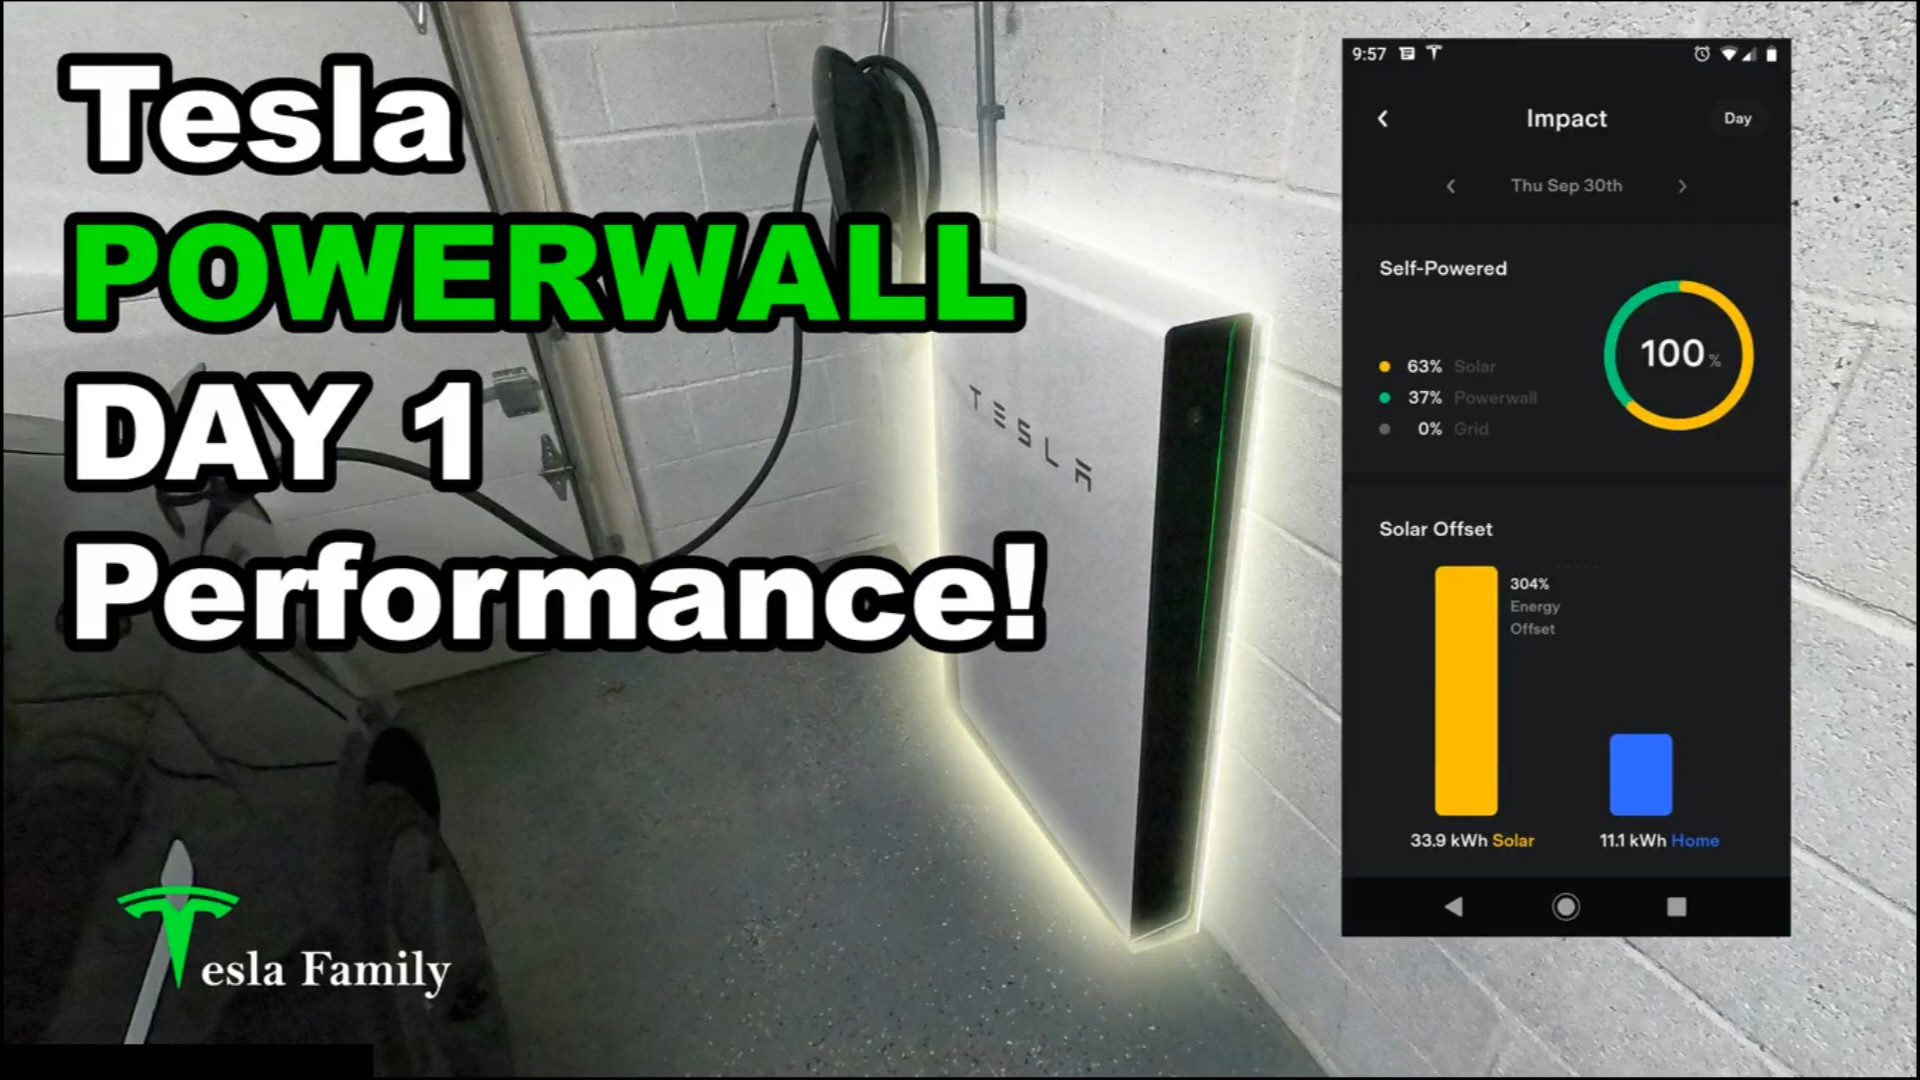 Tesla
POWERWALL
DAY 1
Performance!
TESLA
esla Family
9:57
Impact
Day
Thu Sep 30th
Self-Powered
100%
63% Solar
37% Powerwall
0% Grid
Solar Offset
304%
Energy
Offset
33.9 kWh Solar
11.1 kWh Home